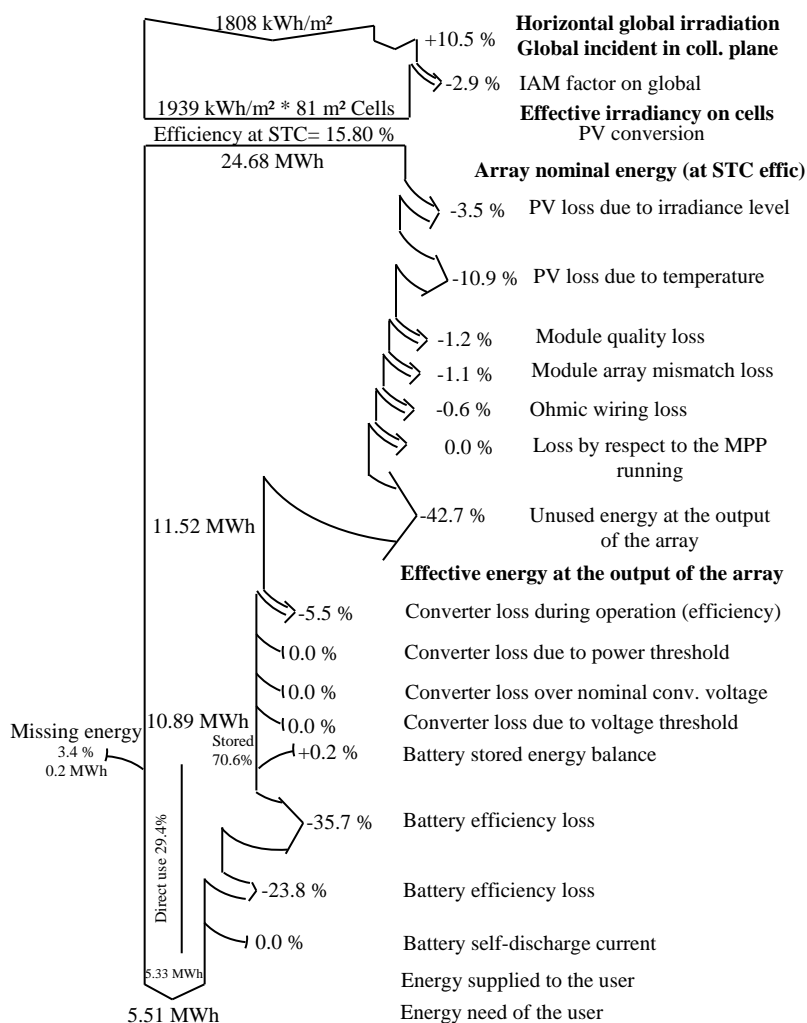 1808 kWh/m²
Horizontal global irradiation
+10.5 %
Global incident in coll. plane
-2.9 %
IAM factor on global
1939 kWh/m² * 81 m² Cells
Effective irradiancy on cells
Efficiency at STC= 15.80 %
PV conversion
24.68 MWh
Array nominal energy (at STC effic)
-3.5 %
PV loss due to irradiance level
-10.9 %
PV loss due to temperature
-1.2 %
Module quality loss
-1.1 %
Module array mismatch loss
-0.6 %
Ohmic wiring loss
0.0 %
Loss by respect to the MPP
running
11.52 MWh
-42.7 %
Unused energy at the output
of the array
Effective energy at the output of the array
-5.5 %
Converter loss during operation (efficiency)
0.0 %
Converter loss due to power threshold
0.0 %
Converter loss over nominal conv. voltage
10.89 MWh
0.0 %
Converter loss due to voltage threshold
Missing energy
3.4 %
0.2 MWh
Stored
70.6%
+0.2 %
Battery stored energy balance
-35.7 %
Battery efficiency loss
Direct use 29.4%
-23.8 %
Battery efficiency loss
0.0 %
Battery self-discharge current
5.33 MWh
Energy supplied to the user
5.51 MWh
Energy need of the user